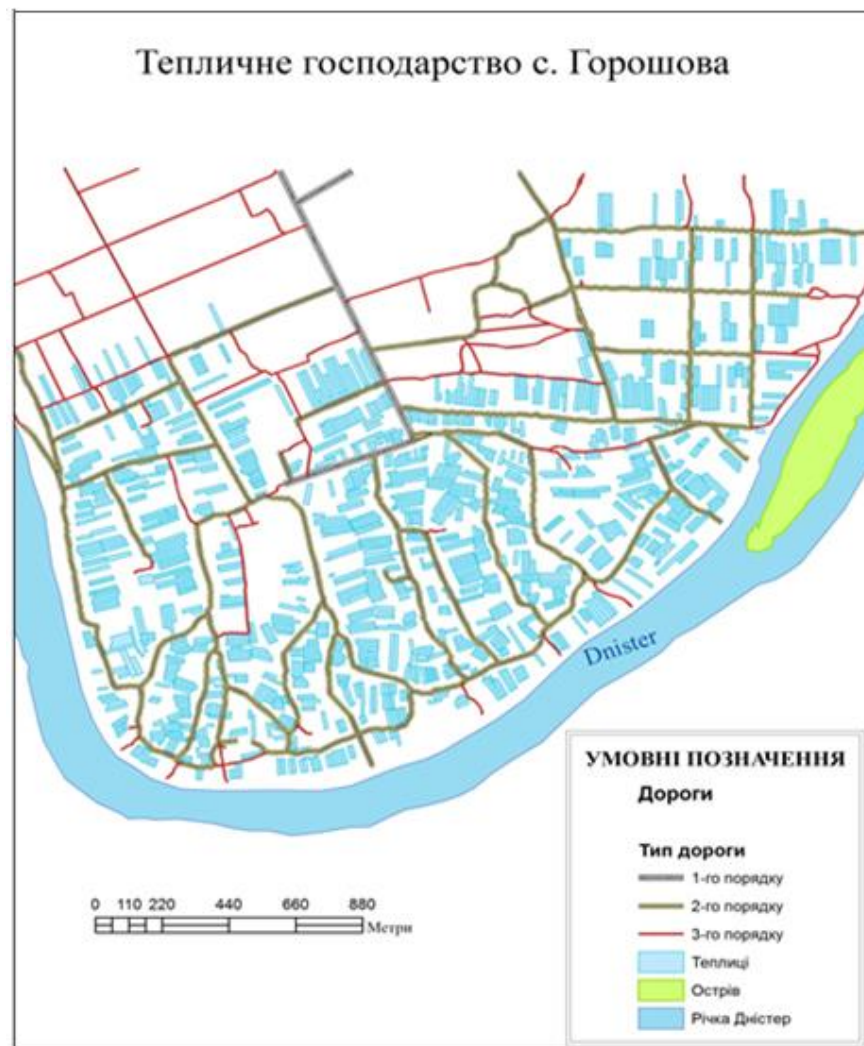 Тепличне господарство с. Горошова
Dnister
0 110 220 440 660 880
Метри
УМОВНІ ПОЗНАЧЕННЯ
Дороги
Тип дороги
1-го порядку
2-го порядку
3-го порядку
Теплиці
Острів
Річка Дністер